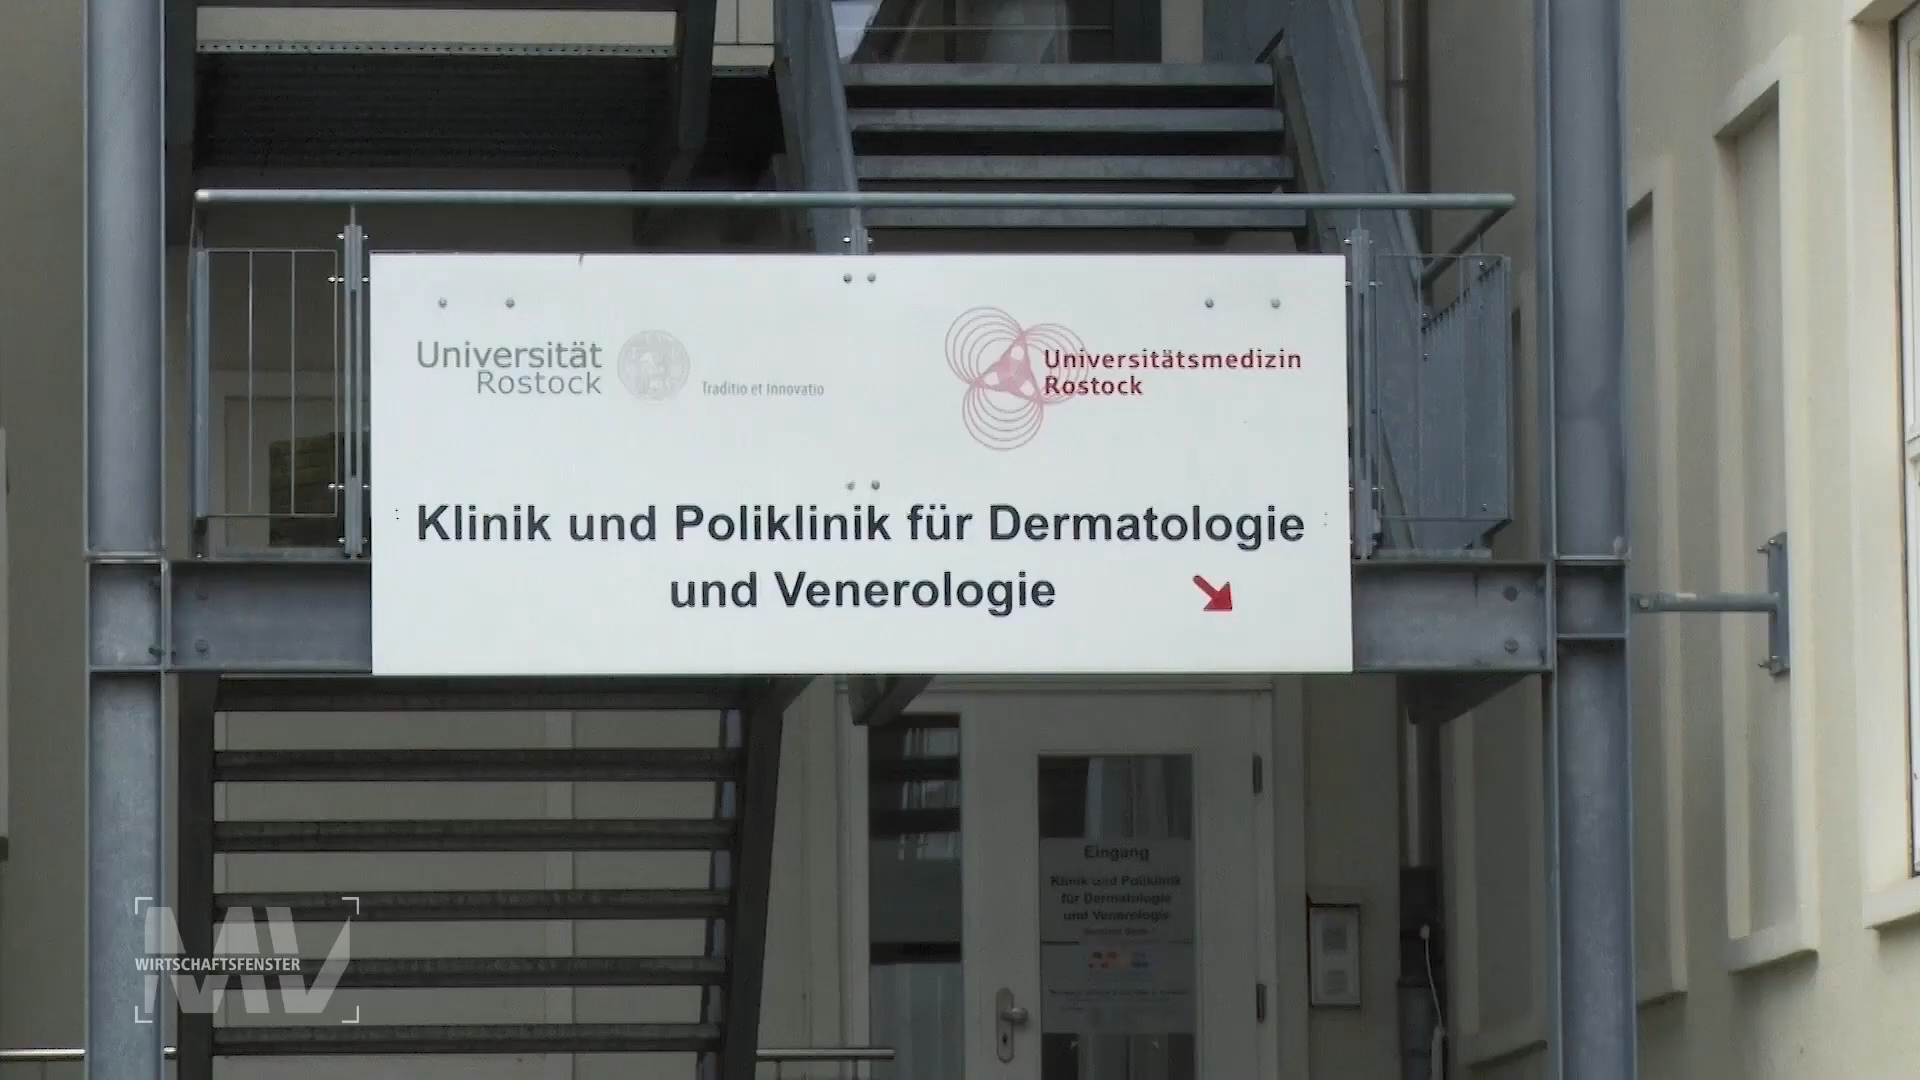 Universität
Rostock
Traditio et Innovatio
Universitätsmedizin
Rostock
Klinik und Poliklinik für Dermatologie
und Venerologie
Eingang
Klinik und Poliklinik
für Dermatologie
und Venerologie
MV
WIRTSCHAFTSFENSTER